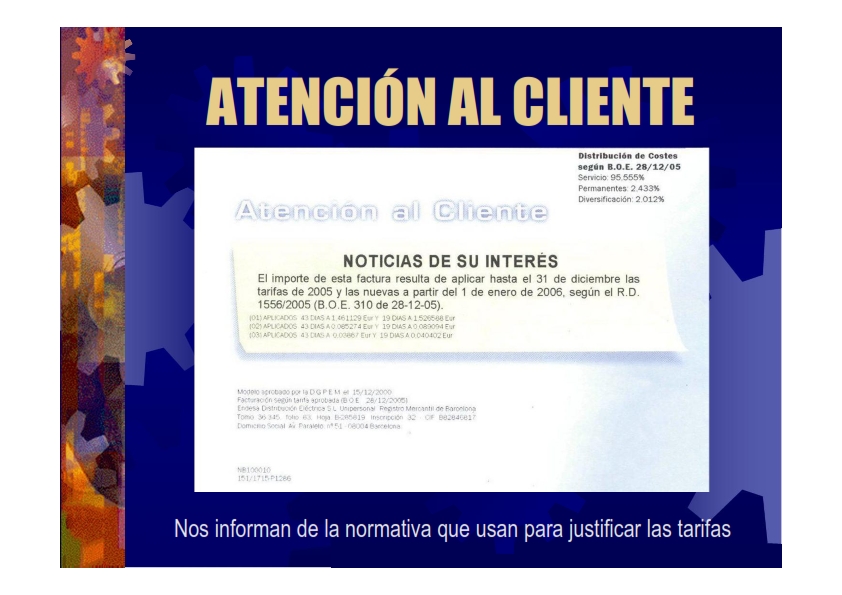 ATENCIÓN AL CLIENTE
Distribución de Costes
según B.O.E. 28/12/05
Servicio: 95.555%
Permanentes: 2.433%
Diversificación: 2.012%
Atención al Cliente
NOTICIAS DE SU INTERÉS
El importe de esta factura resulta de aplicar hasta el 31 de diciembre las
tarifas de 2005 y las nuevas a partir del 1 de enero de 2006, según el R.D.
1556/2005 (B.O.E. 310 de 28-12-05).
(01) APLICADOS 43 DIAS A 1,461129 Eur Y 19 DIAS A 1,526588 Eur
(02) APLICADOS 43 DIAS A 0,085274 Eur Y 19 DIAS A 0,089094 Eur
(03) APLICADOS 43 DIAS A 0,03867 Eur Y 19 DIAS A 0,040402 Eur
Modelo aprobado por la D.G.P.E.M. el 15/12/2000
Facturación según tarifa aprobada (B.O.E. 28/12/2005)
Endesa Distribución Eléctrica S.L. Unipersonal Registro Mercantil de Barcelona
Tomo 36.345 folio 83, Hoja Inscripción 32 CIF B82846817
Domicilio Social Av. Paralelo, nº 51 - 08004 Barcelona
NB100010
151/1715 P1286
Nos informan de la normativa que usan para justificar las tarifas